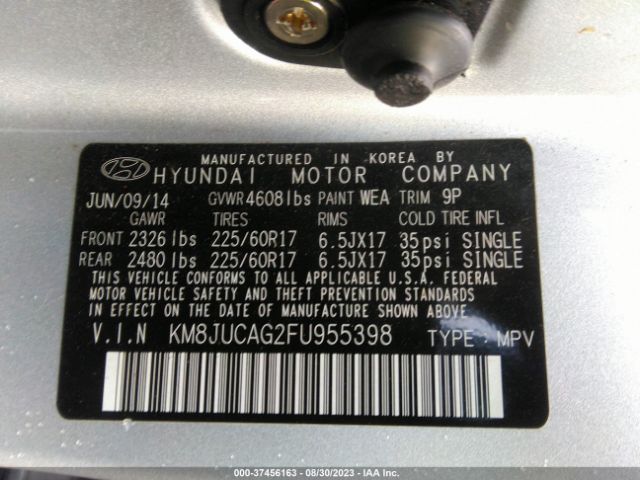 MANUFACTURED IN KOREA BY
HYUNDAI MOTOR COMPANY
JUN/09/14 GVWR 4608lbs PAINT WEA TRIM 9P
GAWR TIRES RIMS COLD TIRE INFL
FRONT 2326 lbs 225/60R17 6.5JX17 35psi SINGLE
REAR 2480 lbs 225/60R17 6.5JX17 35psi SINGLE
THIS VEHICLE CONFORMS TO ALL APPLICABLE U.S.A. FEDERAL
MOTOR VEHICLE SAFETY AND THEFT PREVENTION STANDARDS
IN EFFECT ON THE DATE OF MANUFACTURE SHOWN ABOVE.
V.I.N KM8JUCAG2FU955398 TYPE : MPV
000-37456163 - 08/30/2023 - IAA Inc.